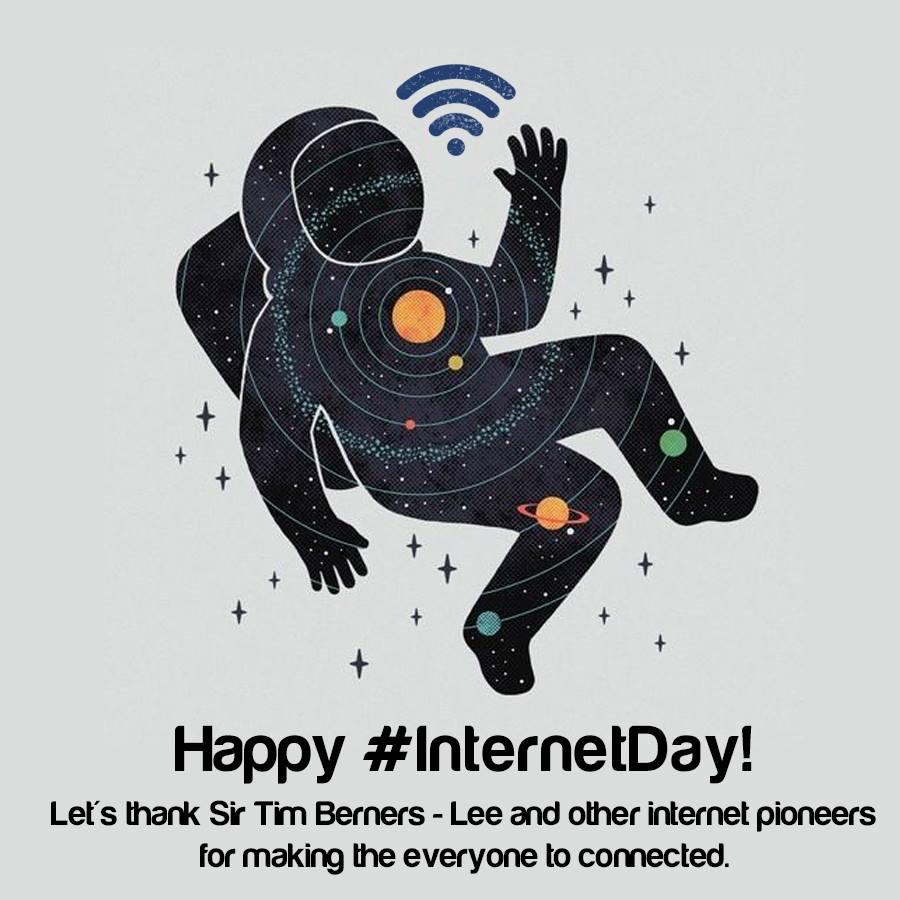 Happy #InternetDay!
Let's thank Sir Tim Berners - Lee and other internet pioneers
for making the everyone to connected.